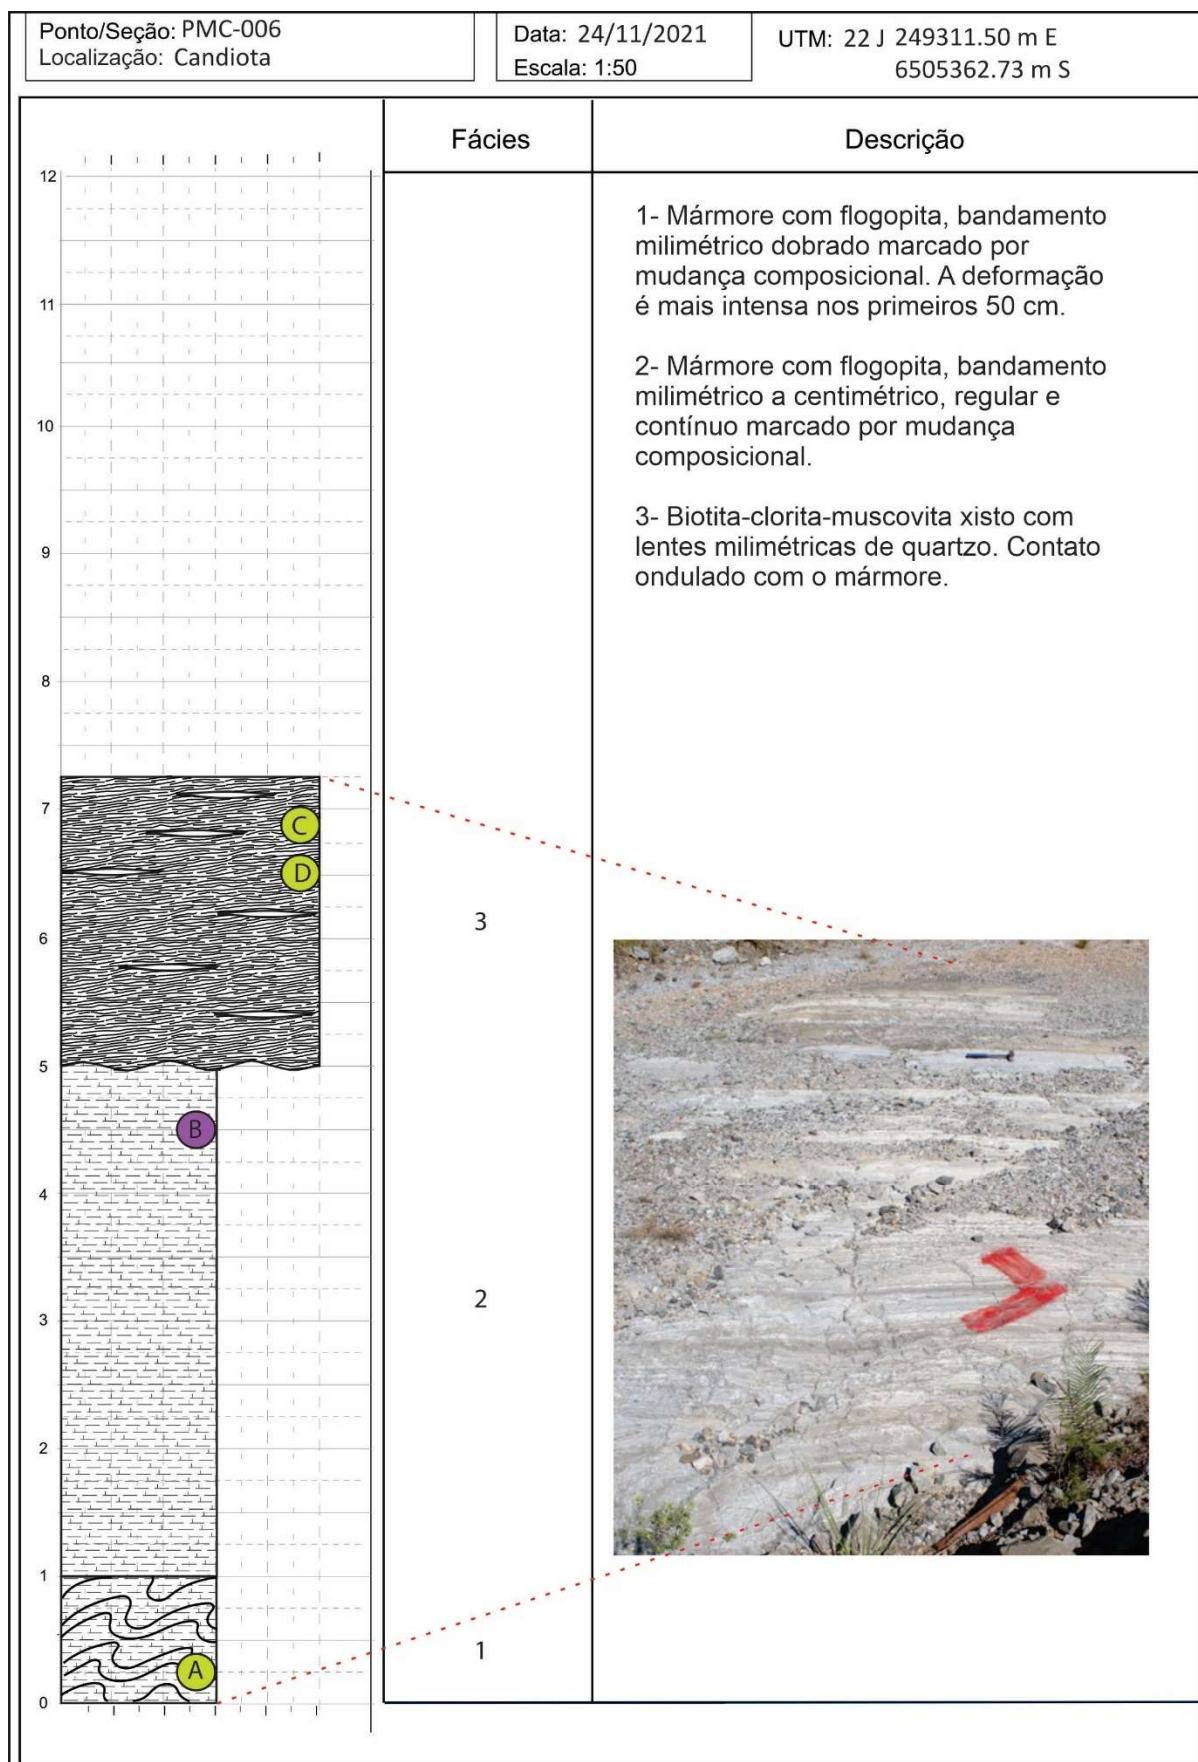 Ponto/Seção: PMC-006
Localização: Candiota
Data: 24/11/2021
Escala: 1:50
UTM: 22 J 249311.50 m E
6505362.73 m S
Fácies
Descrição
12
11
10
9
8
7
6
5
4
3
2
1
0
C
D
B
A
3
2
1
1- Mármore com flogopita, bandamento
milimétrico dobrado marcado por
mudança composicional. A deformação
é mais intensa nos primeiros 50 cm.
2- Mármore com flogopita, bandamento
milimétrico a centimétrico, regular e
contínuo marcado por mudança
composicional.
3- Biotita-clorita-muscovita xisto com
lentes milimétricas de quartzo. Contato
ondulado com o mármore.